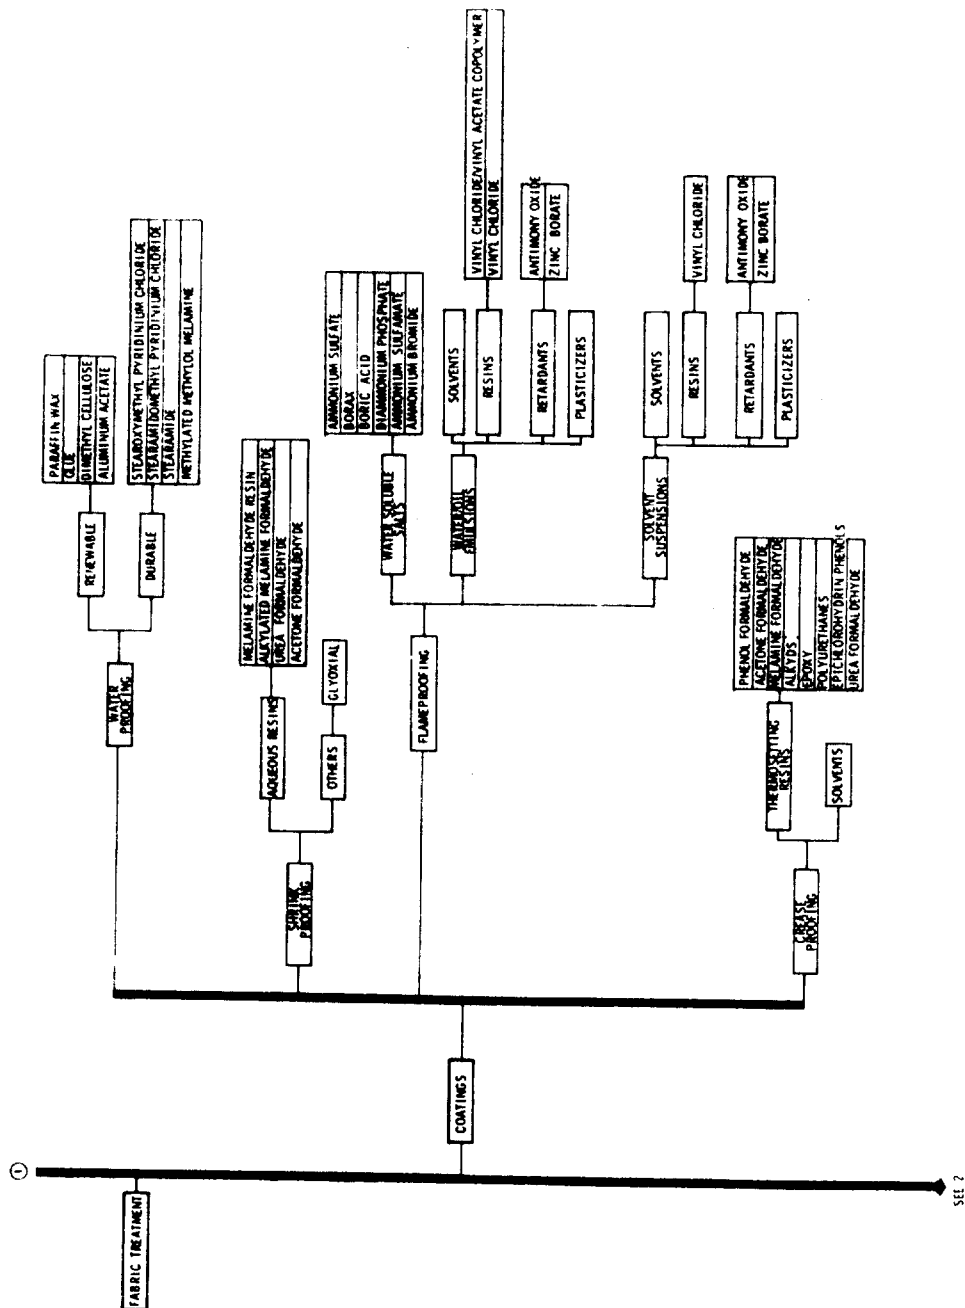 1
FABRIC TREATMENT
SEE 2
COATINGS
WATER
PROOFING
RENEWABLE
PARAFFIN WAX
GLUE
DIMETHYL CELLULOSE
ALUMINUM ACETATE
DURABLE
STEAROXYMETHYL PYRIDINIUM CHLORIDE
STEARAMIDOMETHYL PYRIDINIUM CHLORIDE
STEARAMIDE
METHYLATED METHYLOL MELAMINE
SHRINK
PROOFING
AQUEOUS RESINS
MELAMINE FORMALDEHYDE RESIN
ALKYLATED MELAMINE FORMALDEHYDE
UREA FORMALDEHYDE
ACETONE FORMALDEHYDE
OTHERS
GLYOXIAL
FLAMEPROOFING
WATER SOLUBLE
SALTS
AMMONIUM SULFATE
BORAX
BORIC ACID
DIAMMONIUM PHOSPHATE
AMMONIUM SULFAMATE
AMMONIUM BROMIDE
WATER/OIL
EMULSIONS
SOLVENTS
RESINS
VINYL CHLORIDE/VINYL ACETATE COPOLYMER
VINYL CHLORIDE
RETARDANTS
ANTIMONY OXIDE
ZINC BORATE
PLASTICIZERS
SOLVENT
SUSPENSIONS
SOLVENTS
RESINS
VINYL CHLORIDE
RETARDANTS
ANTIMONY OXIDE
ZINC BORATE
PLASTICIZERS
CREASE
PROOFING
THERMOSETTING
RESINS
PHENOL FORMALDEHYDE
ACETONE FORMALDEHYDE
MELAMINE FORMALDEHYDE
ALKYDS
EPOXY
POLYURETHANES
EPICHLOROHYDRIN PHENOLS
UREA FORMALDEHYDE
SOLVENTS